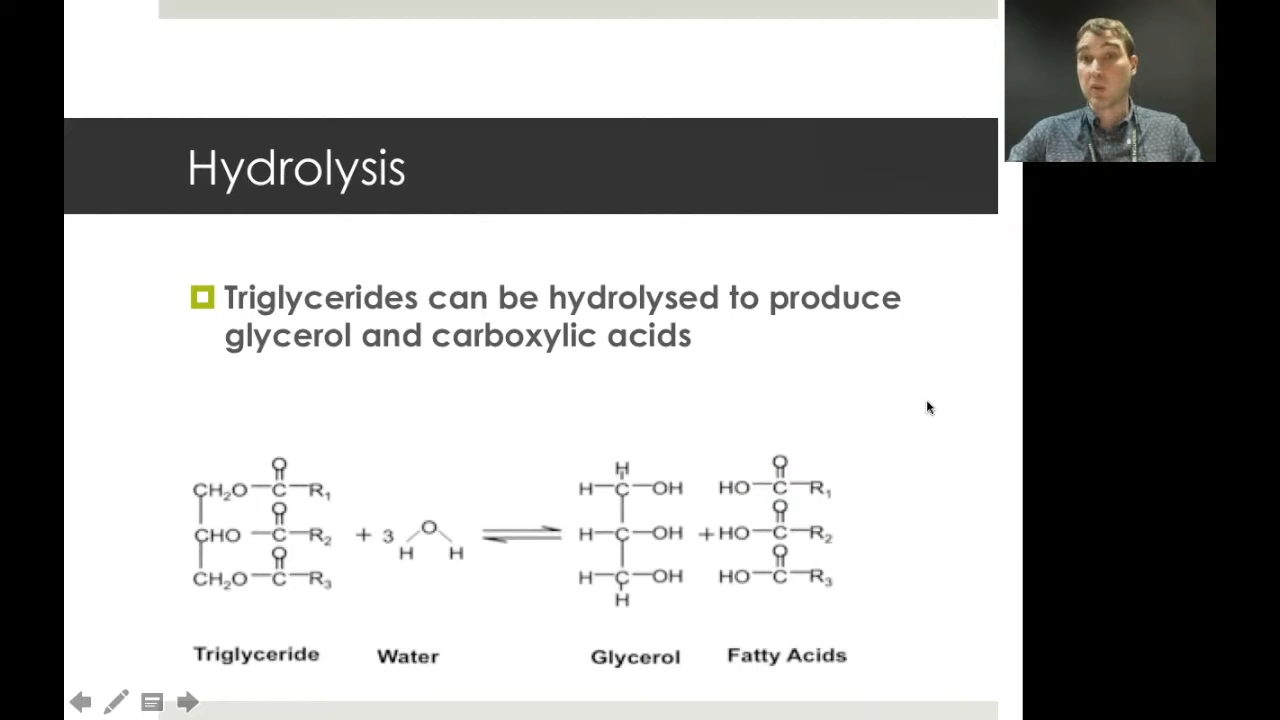 Hydrolysis
Triglycerides can be hydrolysed to produce
glycerol and carboxylic acids
O O H O
CH₂O C R₁ H C OH HO C R₁
O O
CHO C R₂ + 3 O H H H C OH + HO C R₂
O O
CH₂O C R₃ H C OH HO C R₃
H
Triglyceride Water Glycerol Fatty Acids